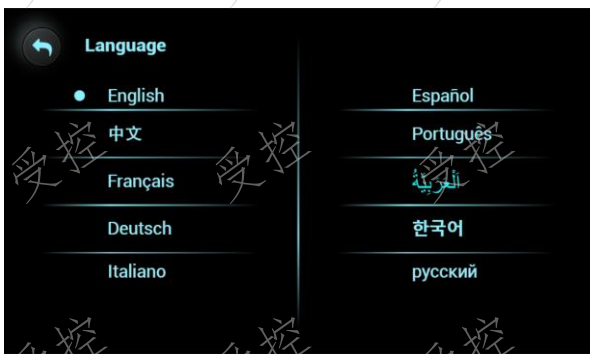 Language
English
中文
Français
Deutsch
Italiano
Español
Português
اَلْعَرَبِيَّةُ
한국어
русский
受控
受控
受控
受控
受控
受控